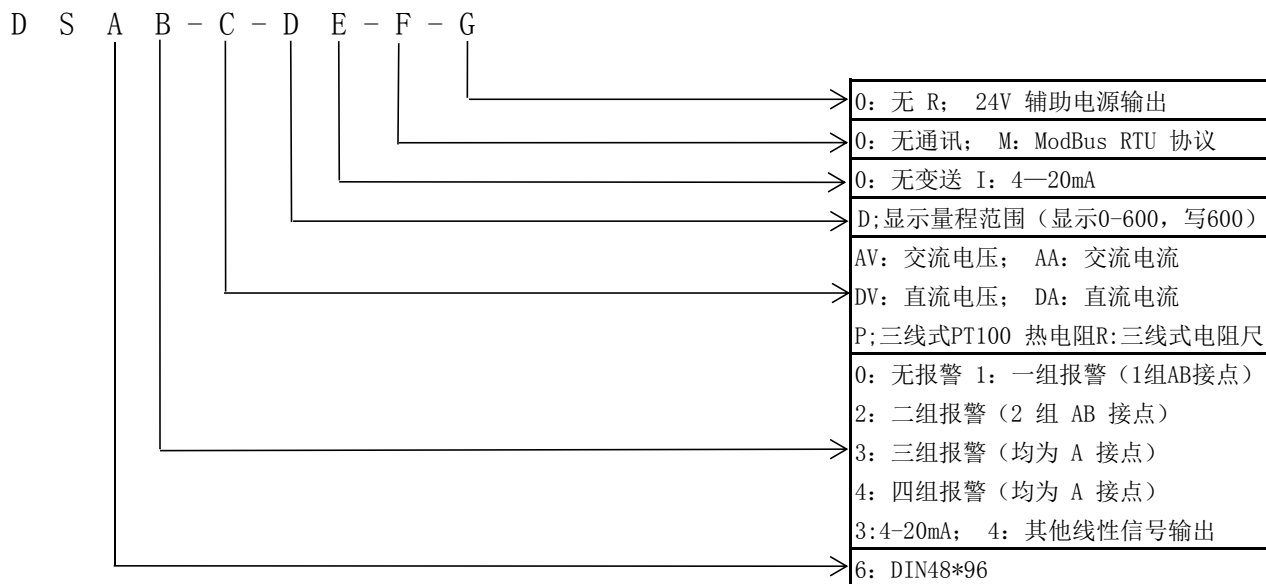 D S A B-C-D E-F-G
0：无 R； 24V 辅助电源输出
0：无通讯； M：ModBus RTU 协议
0：无变送 I：4—20mA
D;显示量程范围（显示0-600，写600）
AV：交流电压； AA：交流电流
DV：直流电压； DA：直流电流
P;三线式PT100 热电阻R:三线式电阻尺
0：无报警 1：一组报警（1组AB接点）
2：二组报警（2 组 AB 接点）
3：三组报警（均为 A 接点）
4：四组报警（均为 A 接点）
3:4-20mA； 4：其他线性信号输出
6：DIN48*96